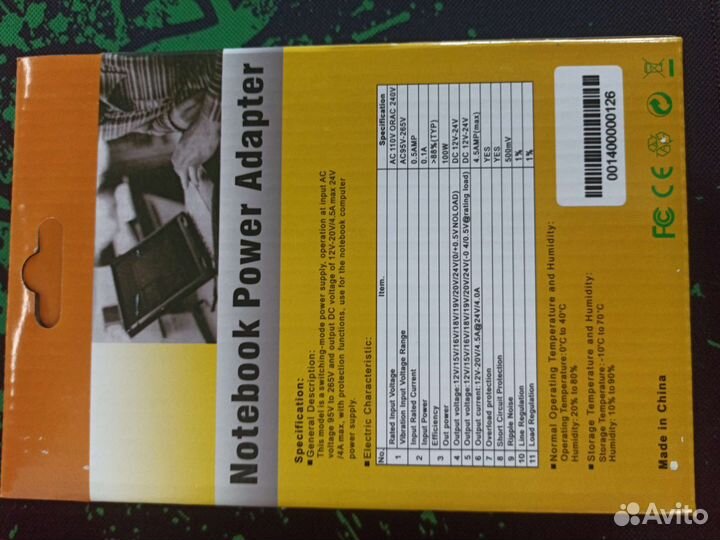 Notebook Power Adapter
Specification:
■General Description:
This model is a switching-mode power supply, operation at input AC
voltage 95V to 265V and output DC voltage of 12V-20V/4.5A max 24V
/4A max, with protection functions, use for the notebook computer
power supply.
■Electric Characteristic:
No. Item. Specification
1 Rated Input Voltage AC 110V ORAC 240V
Vibration Input Voltage Range AC95V-265V
2 Input Rated Current 0.5AMP
Input Power 0.1A
3 Efficiency >88%(TYP)
Out power 100W
4 Output voltage:12V/15V/16V/18V/19V/20V/24V(0/+0.5VNOLOAD) DC 12V-24V
5 Output voltage:12V/15V/16V/18V/19V/20V/24V(-0 4/0.5V@rating load) DC 12V-24V
6 Output current:12V-20V/4.5A@24V/4.0A 4.5AMP(max)
7 Overload protection YES
8 Short Circuit Protection YES
9 Ripple Noise 500mV
10 Line Regulation 1%
11 Load Regulation 1%
■Normal Operating Temperature and Humidity:
Operating Temperature:0°C to 40°C
Humidity: 20% to 80%
■Storage Temperature and Humidity:
Storage Temperature: -10°C to 70°C
Humidity: 10% to 90%
Made in China
FC CE
001400000126
Avito